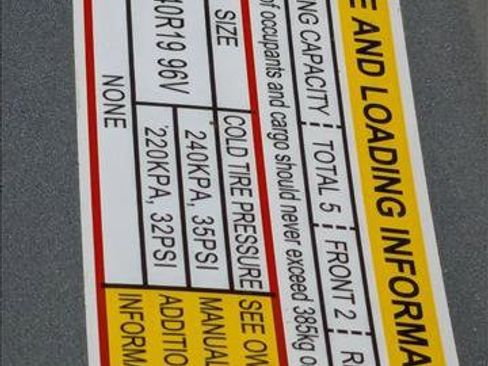 E AND LOADING INFORMA
NG CAPACITY TOTAL 5 FRONT 2 R
of occupants and cargo should never exceed 385kg o
SIZE COLD TIRE PRESSURE SEE OW
40R19 96V 240KPA, 35PSI MANUAL
220KPA, 32PSI ADDITIO
NONE INFORMA